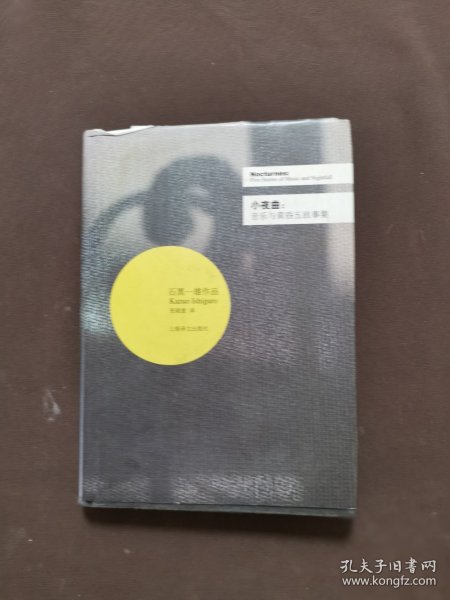 Nocturnes:
Five Stories of Music and Nightfall
小夜曲:
音乐与黄昏五故事集
石黑一雄作品
Kazuo Ishiguro
张晓意 译
上海译文出版社
孔夫子旧书网
www.kongfz.com